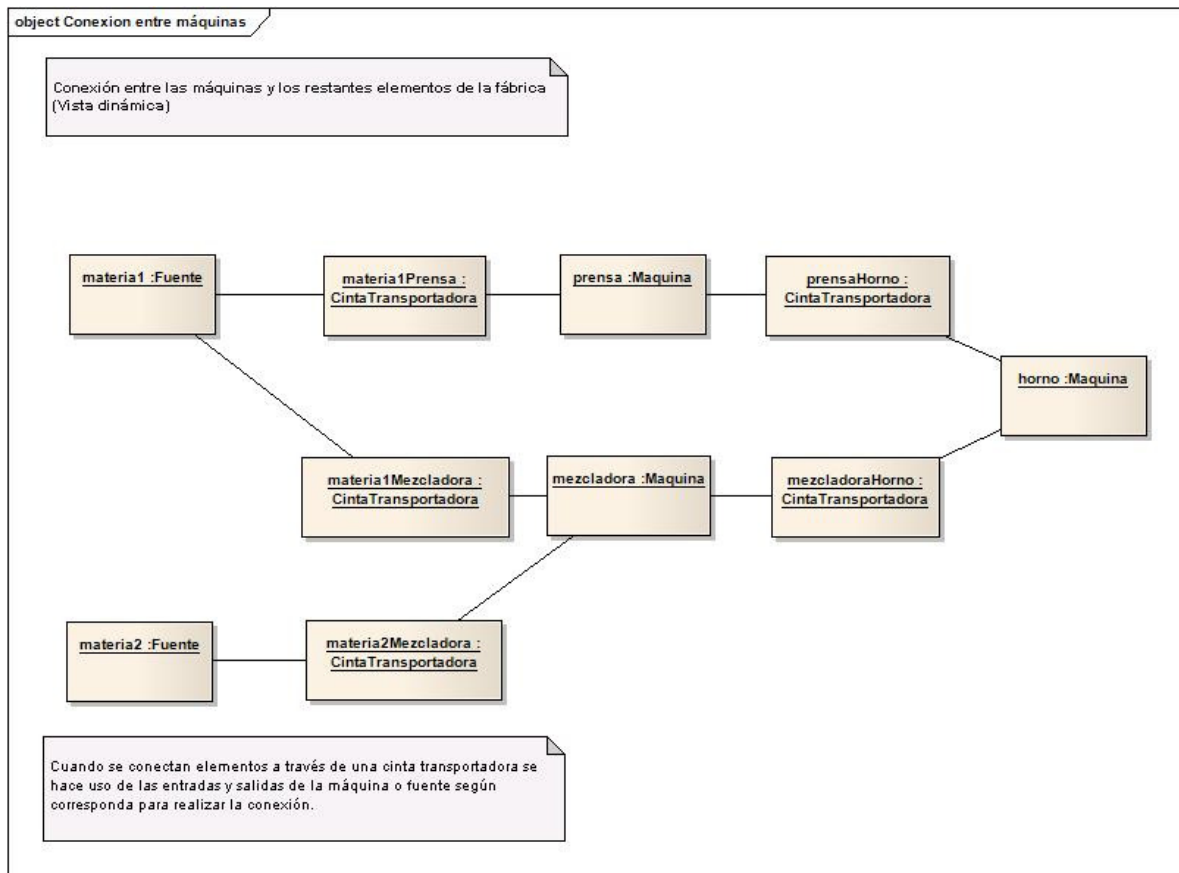 object Conexion entre máquinas
Conexión entre las máquinas y los restantes elementos de la fábrica
(Vista dinámica)
materia1 :Fuente
materia1Prensa :
CintaTransportadora
prensa :Maquina
prensaHorno :
CintaTransportadora
horno :Maquina
materia1Mezcladora :
CintaTransportadora
mezcladora :Maquina
mezcladoraHorno :
CintaTransportadora
materia2 :Fuente
materia2Mezcladora :
CintaTransportadora
Cuando se conectan elementos a través de una cinta transportadora se
hace uso de las entradas y salidas de la máquina o fuente según
corresponda para realizar la conexión.